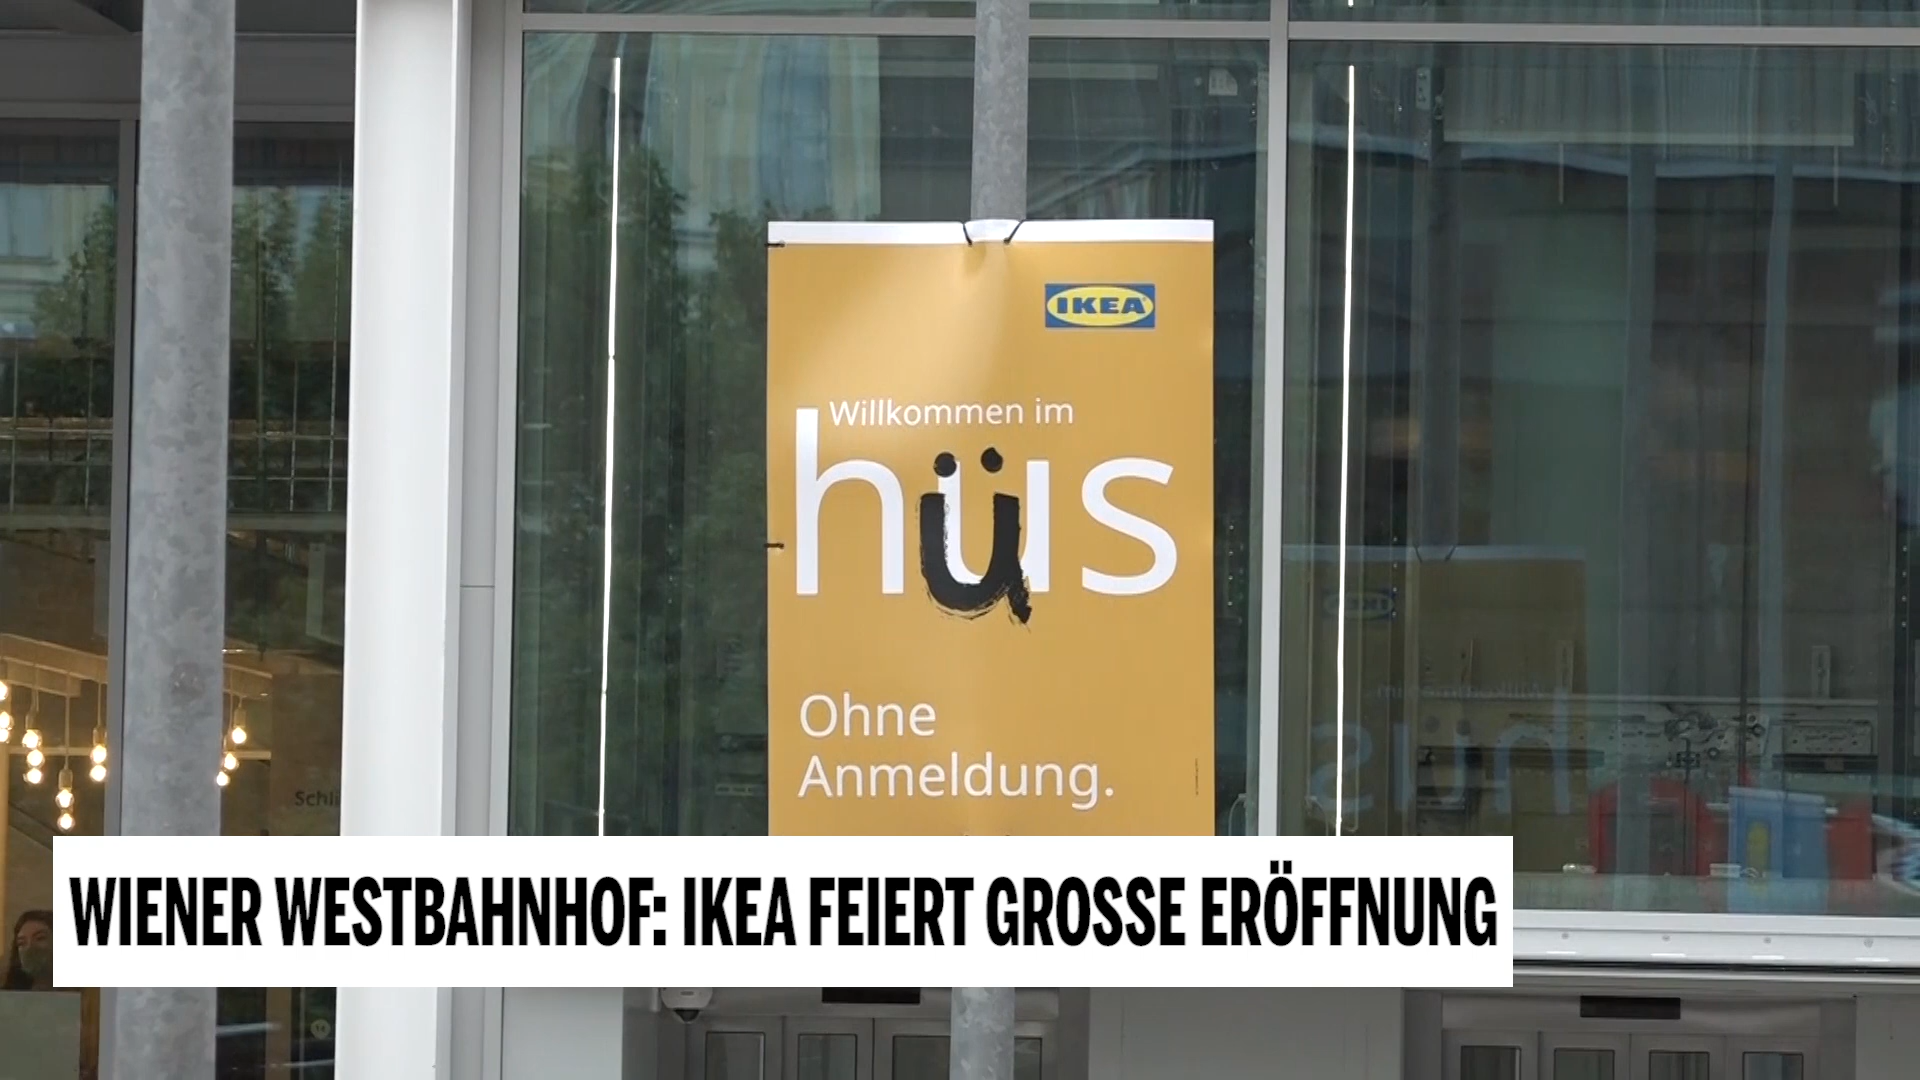 IKEA
Willkommen im
hüs
Ohne
Anmeldung.
WIENER WESTBAHNHOF: IKEA FEIERT GROSSE ERÖFFNUNG